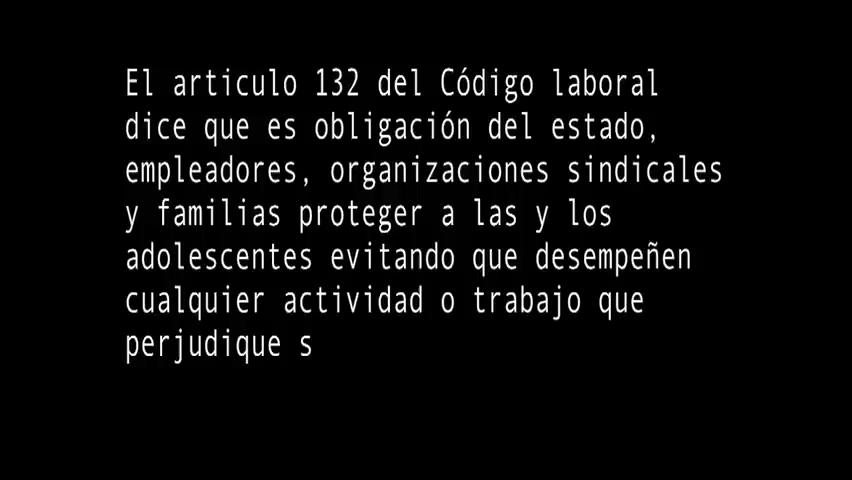 El articulo 132 del Código laboral
dice que es obligación del estado,
empleadores, organizaciones sindicales
y familias proteger a las y los
adolescentes evitando que desempeñen
cualquier actividad o trabajo que
perjudique s